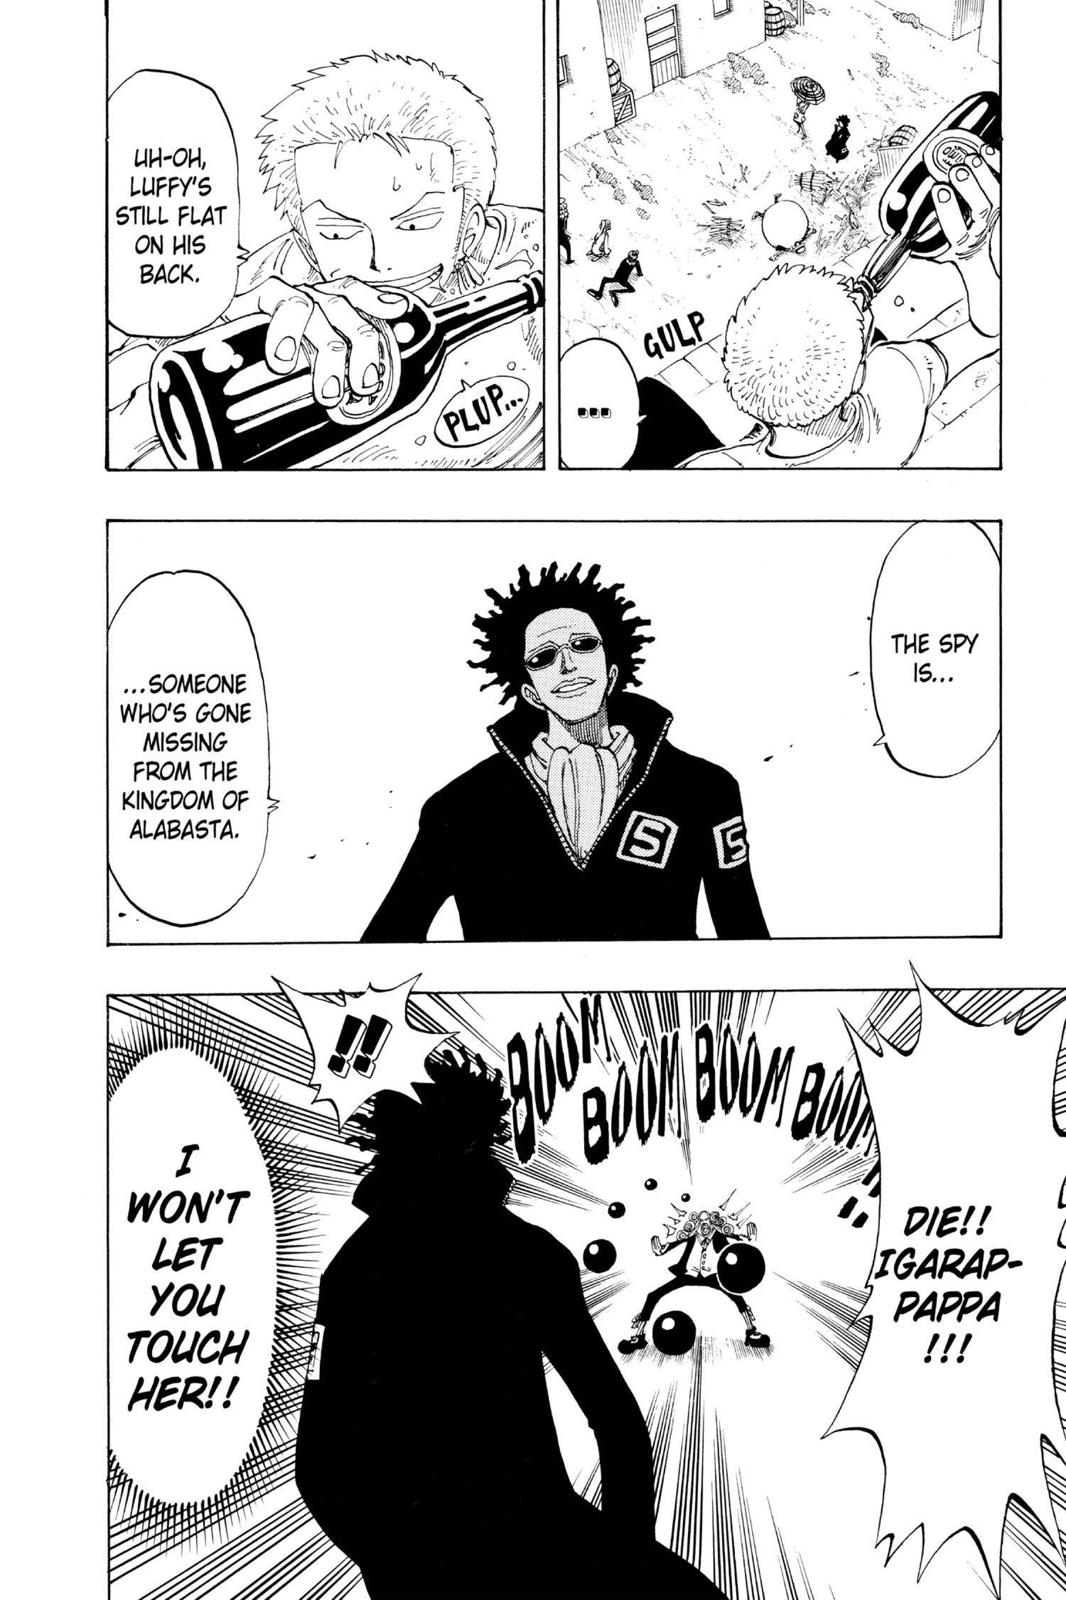 GULP
...
UH-OH,
LUFFY'S
STILL FLAT
ON HIS
BACK.
PLUP...
THE SPY
IS...
...SOMEONE
WHO'S GONE
MISSING
FROM THE
KINGDOM OF
ALABASTA.
S
S
DIE!!
IGARAP-
PAPPA
!!!
BOOM
BOOM
BOOM
BOOM
!!
!!
I
WON'T
LET
YOU
TOUCH
HER!!